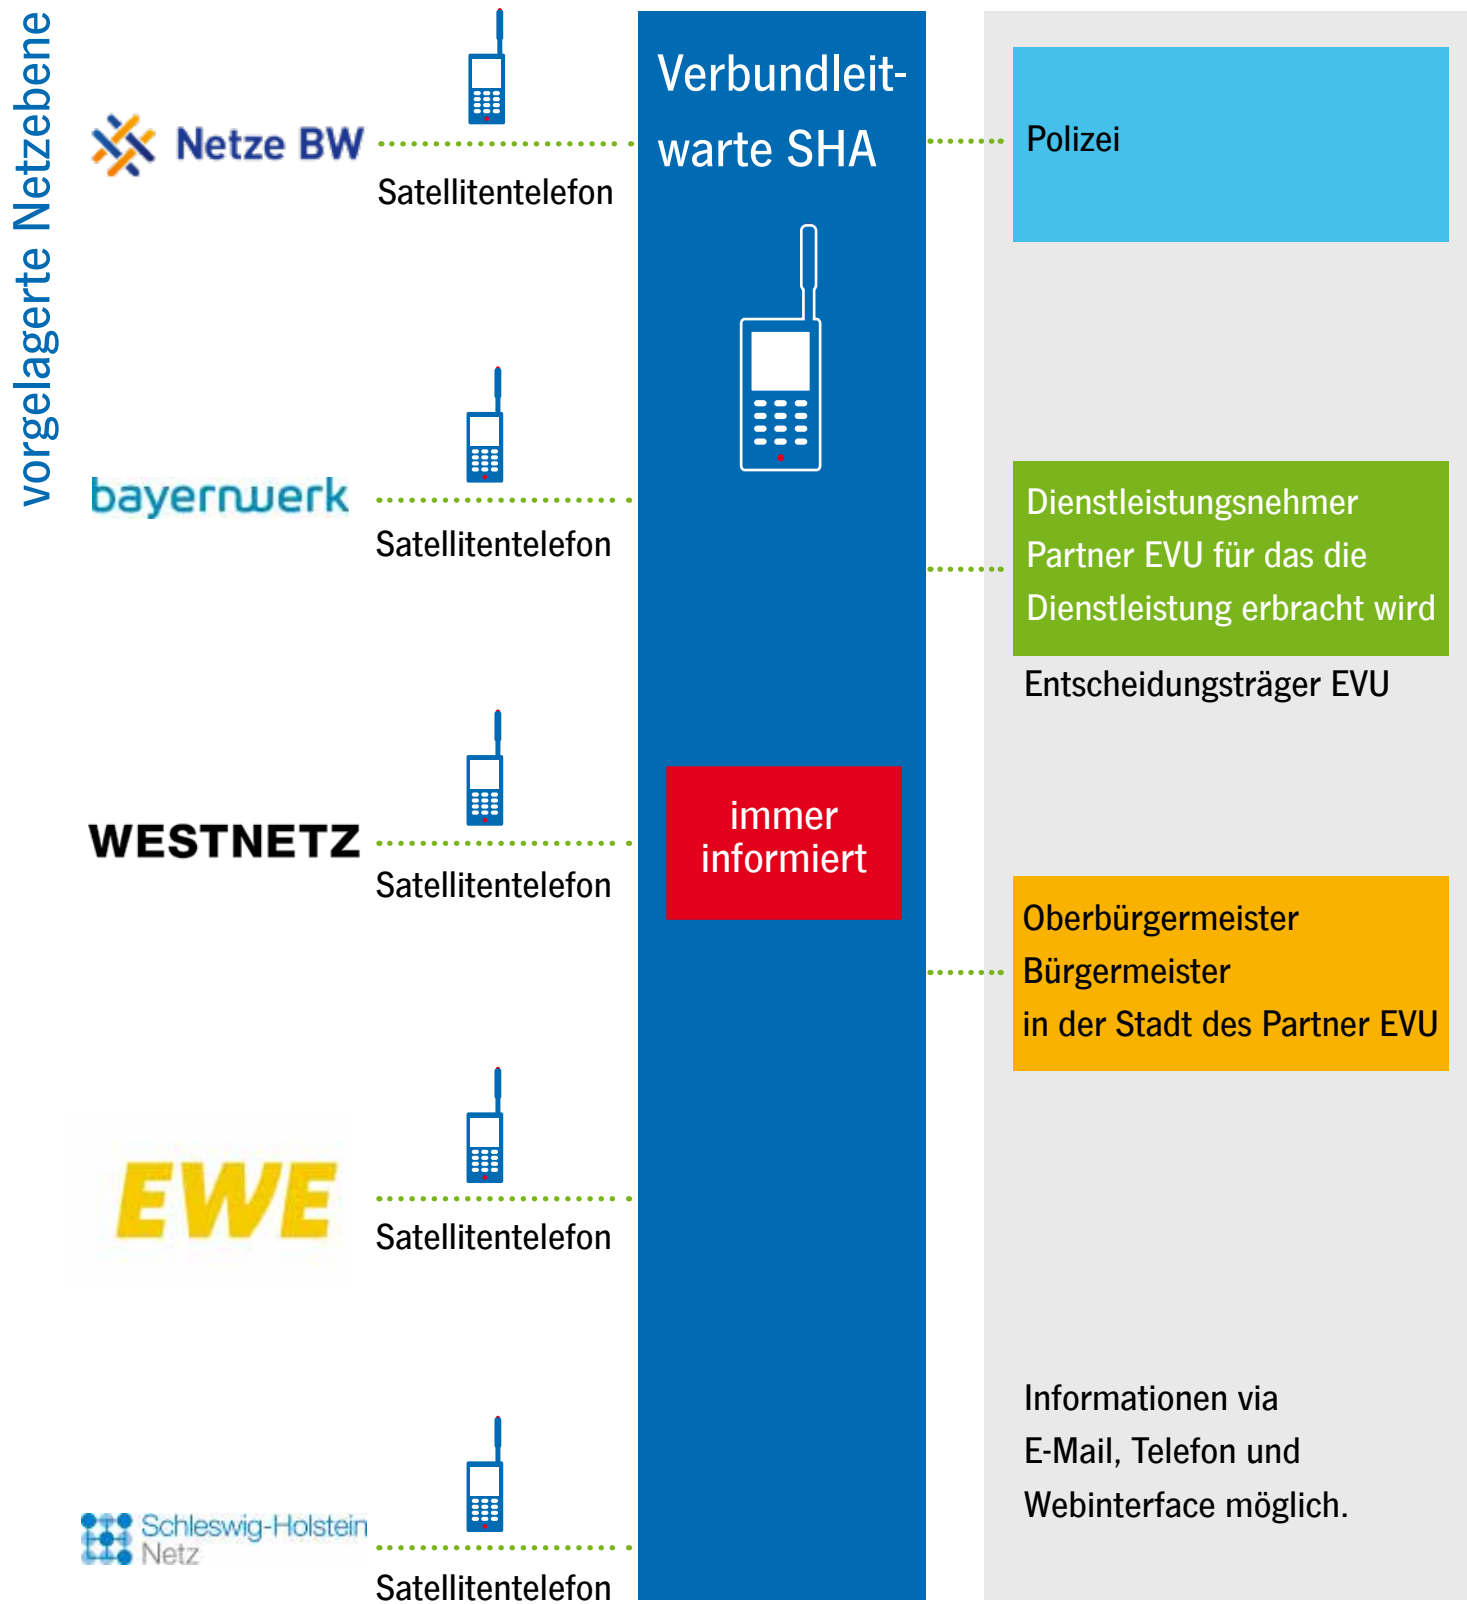 vorgelagerte Netzebene
Netze BW
Satellitentelefon
bayernwerk
Satellitentelefon
WESTNETZ
Satellitentelefon
EWE
Satellitentelefon
Schleswig-Holstein
Netz
Satellitentelefon
Verbundleit-
warte SHA
immer
informiert
Polizei
Dienstleistungsnehmer
Partner EVU für das die
Dienstleistung erbracht wird
Entscheidungsträger EVU
Oberbürgermeister
Bürgermeister
in der Stadt des Partner EVU
Informationen via
E-Mail, Telefon und
Webinterface möglich.